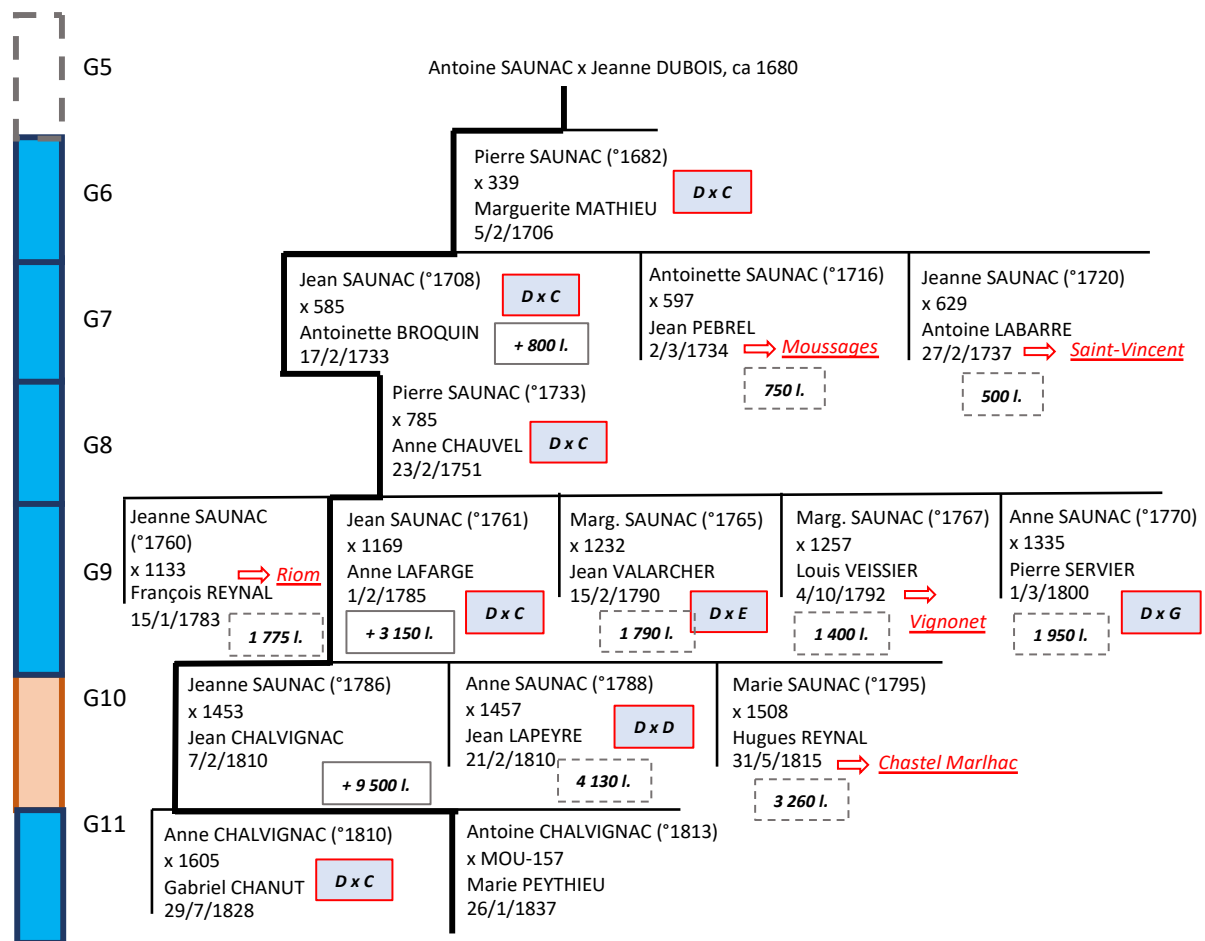 G5
Antoine SAUNAC x Jeanne DUBOIS, ca 1680
G6
Pierre SAUNAC (°1682)
x 339
Marguerite MATHIEU
5/2/1706
D x C
G7
Jean SAUNAC (°1708)
x 585
Antoinette BROQUIN
17/2/1733
D x C
+ 800 l.
Antoinette SAUNAC (°1716)
x 597
Jean PEBREL
2/3/1734
Moussages
750 l.
Jeanne SAUNAC (°1720)
x 629
Antoine LABARRE
27/2/1737
Saint-Vincent
500 l.
G8
Pierre SAUNAC (°1733)
x 785
Anne CHAUVEL
23/2/1751
D x C
G9
Jeanne SAUNAC
(°1760)
x 1133
François REYNAL
15/1/1783
Riom
1 775 l.
Jean SAUNAC (°1761)
x 1169
Anne LAFARGE
1/2/1785
+ 3 150 l.
D x C
Marg. SAUNAC (°1765)
x 1232
Jean VALARCHER
15/2/1790
1 790 l.
D x E
Marg. SAUNAC (°1767)
x 1257
Louis VEISSIER
4/10/1792
Vignonet
1 400 l.
Anne SAUNAC (°1770)
x 1335
Pierre SERVIER
1/3/1800
1 950 l.
D x G
G10
Jeanne SAUNAC (°1786)
x 1453
Jean CHALVIGNAC
7/2/1810
+ 9 500 l.
Anne SAUNAC (°1788)
x 1457
Jean LAPEYRE
21/2/1810
D x D
4 130 l.
Marie SAUNAC (°1795)
x 1508
Hugues REYNAL
31/5/1815
Chastel Marlhac
3 260 l.
G11
Anne CHALVIGNAC (°1810)
x 1605
Gabriel CHANUT
29/7/1828
D x C
Antoine CHALVIGNAC (°1813)
x MOU-157
Marie PEYTHIEU
26/1/1837